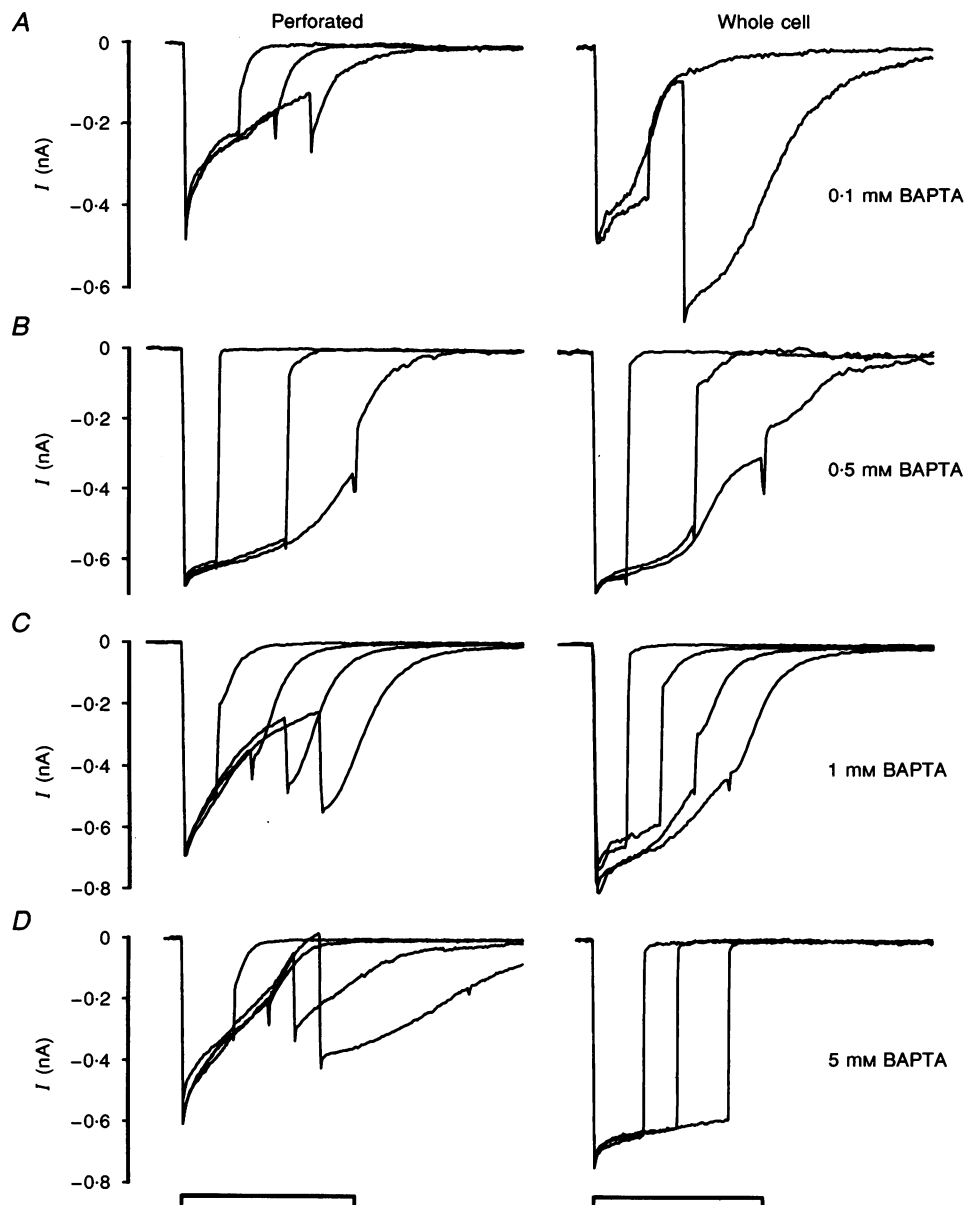 A
Perforated
Whole cell
0
−0·2
−0·4
−0·6
I (nA)
0·1 mM BAPTA
B
0
−0·2
−0·4
−0·6
I (nA)
0·5 mM BAPTA
C
0
−0·2
−0·4
−0·6
−0·8
I (nA)
1 mM BAPTA
D
0
−0·2
−0·4
−0·6
−0·8
I (nA)
5 mM BAPTA